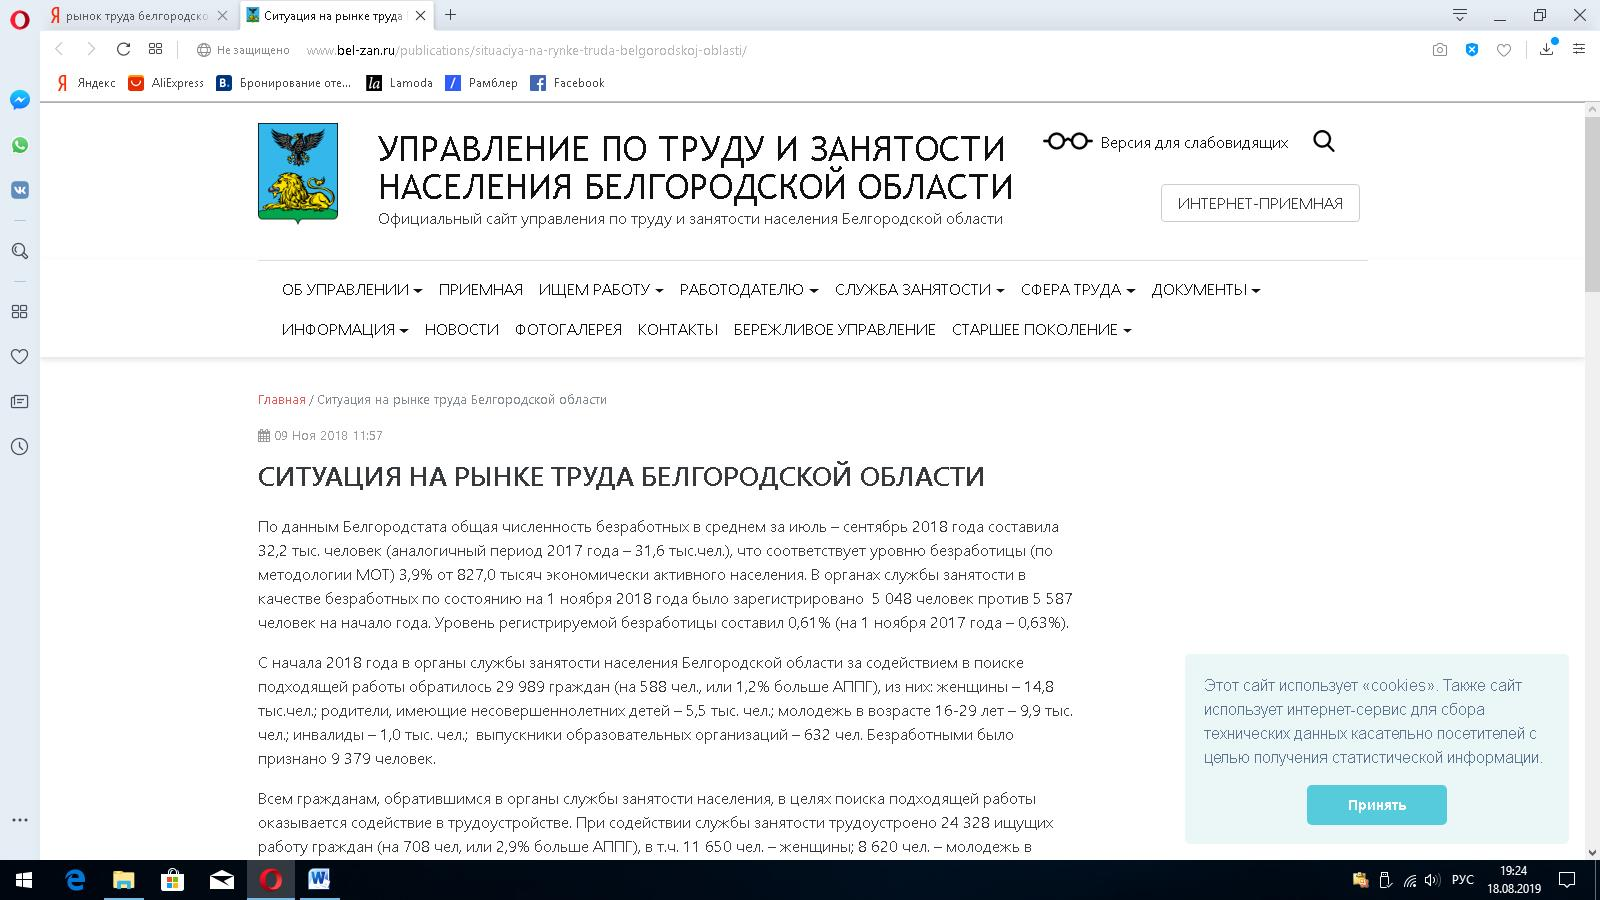 рынок труда белгородско
Ситуация на рынке труда
Не защищено www.bel-zan.ru/publications/situaciya-na-rynke-truda-belgorodskoj-oblasti/
Яндекс AliExpress Бронирование оте... Lamoda Рамблер Facebook
УПРАВЛЕНИЕ ПО ТРУДУ И ЗАНЯТОСТИ
НАСЕЛЕНИЯ БЕЛГОРОДСКОЙ ОБЛАСТИ
Официальный сайт управления по труду и занятости населения Белгородской области
Версия для слабовидящих
ИНТЕРНЕТ-ПРИЕМНАЯ
ОБ УПРАВЛЕНИИ ПРИЕМНАЯ ИЩЕМ РАБОТУ РАБОТОДАТЕЛЮ СЛУЖБА ЗАНЯТОСТИ СФЕРА ТРУДА ДОКУМЕНТЫ
ИНФОРМАЦИЯ НОВОСТИ ФОТОГАЛЕРЕЯ КОНТАКТЫ БЕРЕЖЛИВОЕ УПРАВЛЕНИЕ СТАРШЕЕ ПОКОЛЕНИЕ
Главная / Ситуация на рынке труда Белгородской области
09 Ноя 2018 11:57
СИТУАЦИЯ НА РЫНКЕ ТРУДА БЕЛГОРОДСКОЙ ОБЛАСТИ
По данным Белгородстата общая численность безработных в среднем за июль – сентябрь 2018 года составила
32,2 тыс. человек (аналогичный период 2017 года – 31,6 тыс.чел.), что соответствует уровню безработицы (по
методологии МОТ) 3,9% от 827,0 тысяч экономически активного населения. В органах службы занятости в
качестве безработных по состоянию на 1 ноября 2018 года было зарегистрировано 5 048 человек против 5 587
человек на начало года. Уровень регистрируемой безработицы составил 0,61% (на 1 ноября 2017 года – 0,63%).
С начала 2018 года в органы службы занятости населения Белгородской области за содействием в поиске
подходящей работы обратилось 29 989 граждан (на 588 чел., или 1,2% больше АППГ), из них: женщины – 14,8
тыс.чел.; родители, имеющие несовершеннолетних детей – 5,5 тыс. чел.; молодежь в возрасте 16-29 лет – 9,9 тыс.
чел.; инвалиды – 1,0 тыс. чел.; выпускники образовательных организаций – 632 чел. Безработными было
признано 9 379 человек.
Всем гражданам, обратившимся в органы службы занятости населения, в целях поиска подходящей работы
оказывается содействие в трудоустройстве. При содействии службы занятости трудоустроено 24 328 ищущих
работу граждан (на 708 чел, или 2,9% больше АППГ), в т.ч. 11 650 чел. – женщины; 8 620 чел. – молодежь в
Этот сайт использует «cookies». Также сайт
использует интернет-сервис для сбора
технических данных касательно посетителей с
целью получения статистической информации.
Принять
РУС
19:24
18.08.2019